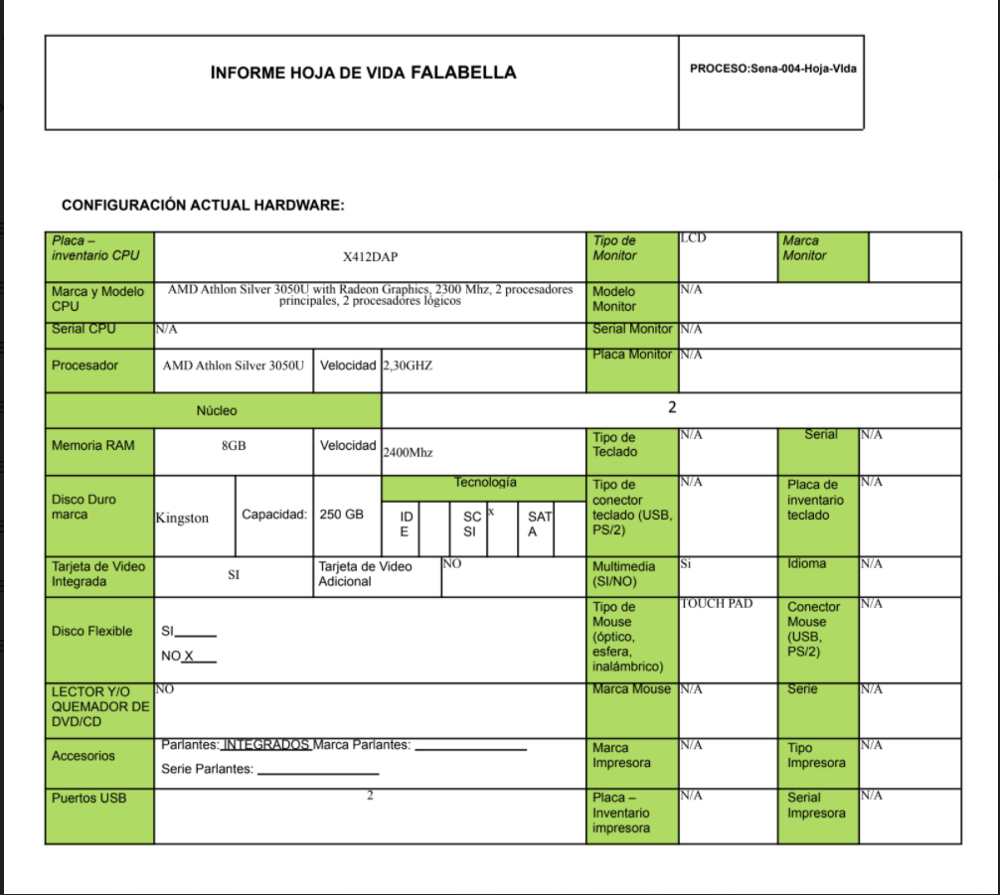 INFORME HOJA DE VIDA FALABELLA
PROCESO:Sena-004-Hoja-VIda
CONFIGURACIÓN ACTUAL HARDWARE:
Placa –
inventario CPU
X412DAP
Tipo de
Monitor
LCD
Marca
Monitor
Marca y Modelo
CPU
AMD Athlon Silver 3050U with Radeon Graphics, 2300 Mhz, 2 procesadores
principales, 2 procesadores lógicos
Modelo
Monitor
N/A
Serial CPU
N/A
Serial Monitor
N/A
Procesador
AMD Athlon Silver 3050U
Velocidad
2,30GHZ
Placa Monitor
N/A
Núcleo
2
Memoria RAM
8GB
Velocidad
2400Mhz
Tipo de
Teclado
N/A
Serial
N/A
Disco Duro
marca
Kingston
Capacidad:
250 GB
Tecnología
ID
E
SC
SI
x
SAT
A
Tipo de
conector
teclado (USB,
PS/2)
N/A
Placa de
inventario
teclado
N/A
Tarjeta de Video
Integrada
SI
Tarjeta de Video
Adicional
NO
Multimedia
(SI/NO)
Si
Idioma
N/A
Disco Flexible
SI_____
NO X___
Tipo de
Mouse
(óptico,
esfera,
inalámbrico)
TOUCH PAD
Conector
Mouse
(USB,
PS/2)
N/A
LECTOR Y/O
QUEMADOR DE
DVD/CD
NO
Marca Mouse
N/A
Serie
N/A
Accesorios
Parlantes: INTEGRADOS Marca Parlantes: ______________
Serie Parlantes: _______________
Marca
Impresora
N/A
Tipo
Impresora
N/A
Puertos USB
2
Placa –
Inventario
impresora
N/A
Serial
Impresora
N/A